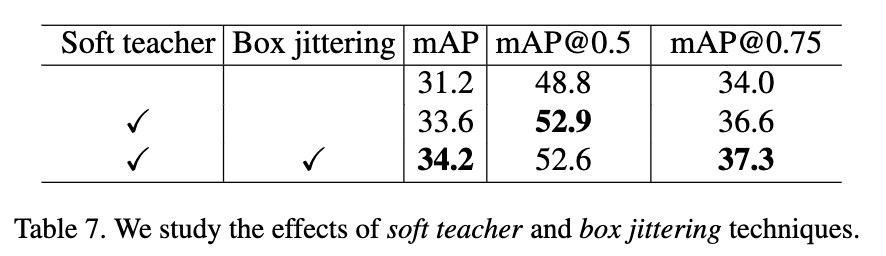 Soft teacher Box jittering mAP mAP@0.5 mAP@0.75
31.2 48.8 34.0
✓ 33.6 52.9 36.6
✓ ✓ 34.2 52.6 37.3
Table 7. We study the effects of soft teacher and box jittering techniques.